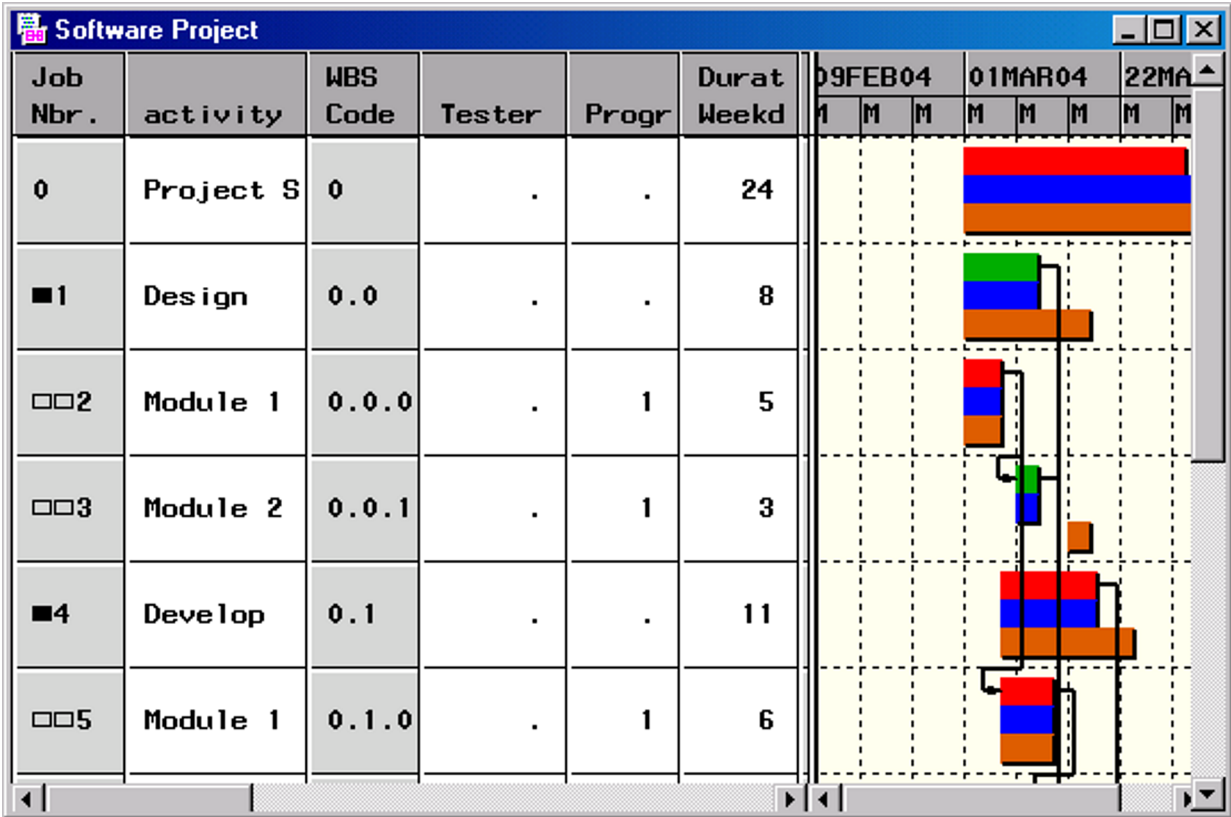 Software Project
Job Nbr. activity WBS Code Tester Progr Durat Weekd
09FEB04 01MAR04 22MA
M M M M M M M M
0 Project S 0 . . 24
1 Design 0.0 . . 8
2 Module 1 0.0.0 . 1 5
3 Module 2 0.0.1 . 1 3
4 Develop 0.1 . . 11
5 Module 1 0.1.0 . 1 6